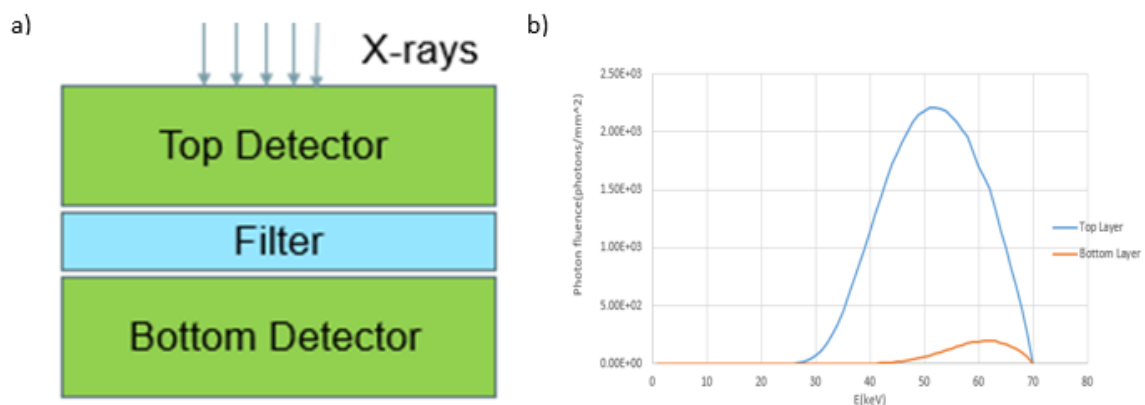 a)
X-rays
Top Detector
Filter
Bottom Detector
b)
Photon fluence(photons/mm^2)
2.50E+03
2.00E+03
1.50E+03
1.00E+03
5.00E+02
0.00E+00
0 10 20 30 40 50 60 70 80
E(keV)
Top Layer
Bottom Layer